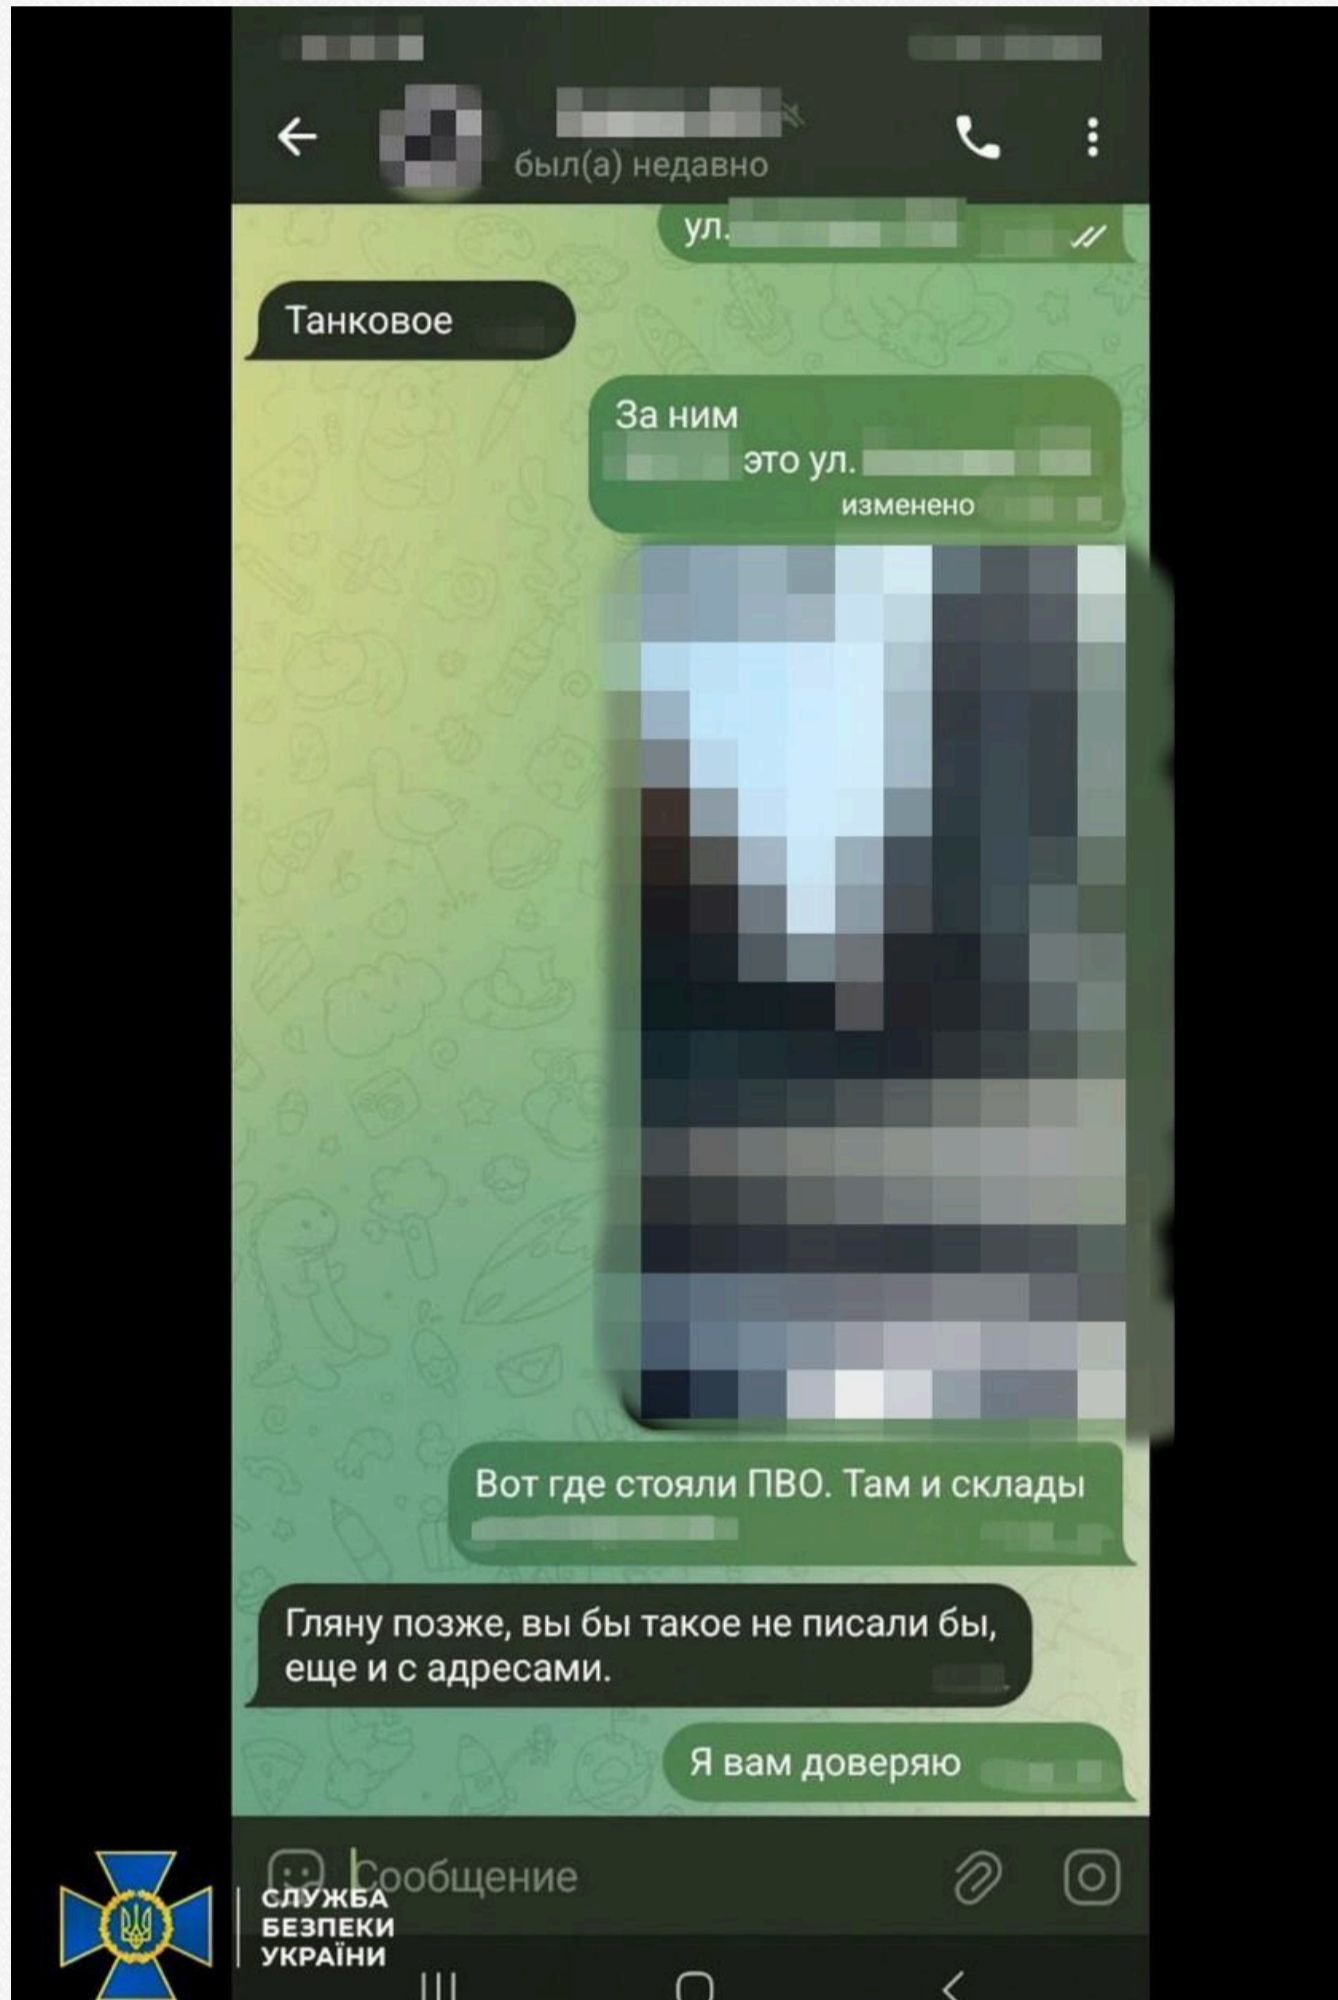 был(а) недавно
ул.
Танковое
За ним
это ул.
изменено
Вот где стояли ПВО. Там и склады
Гляну позже, вы бы такое не писали бы,
еще и с адресами.
Я вам доверяю
Сообщение
СЛУЖБА
БЕЗПЕКИ
УКРАЇНИ